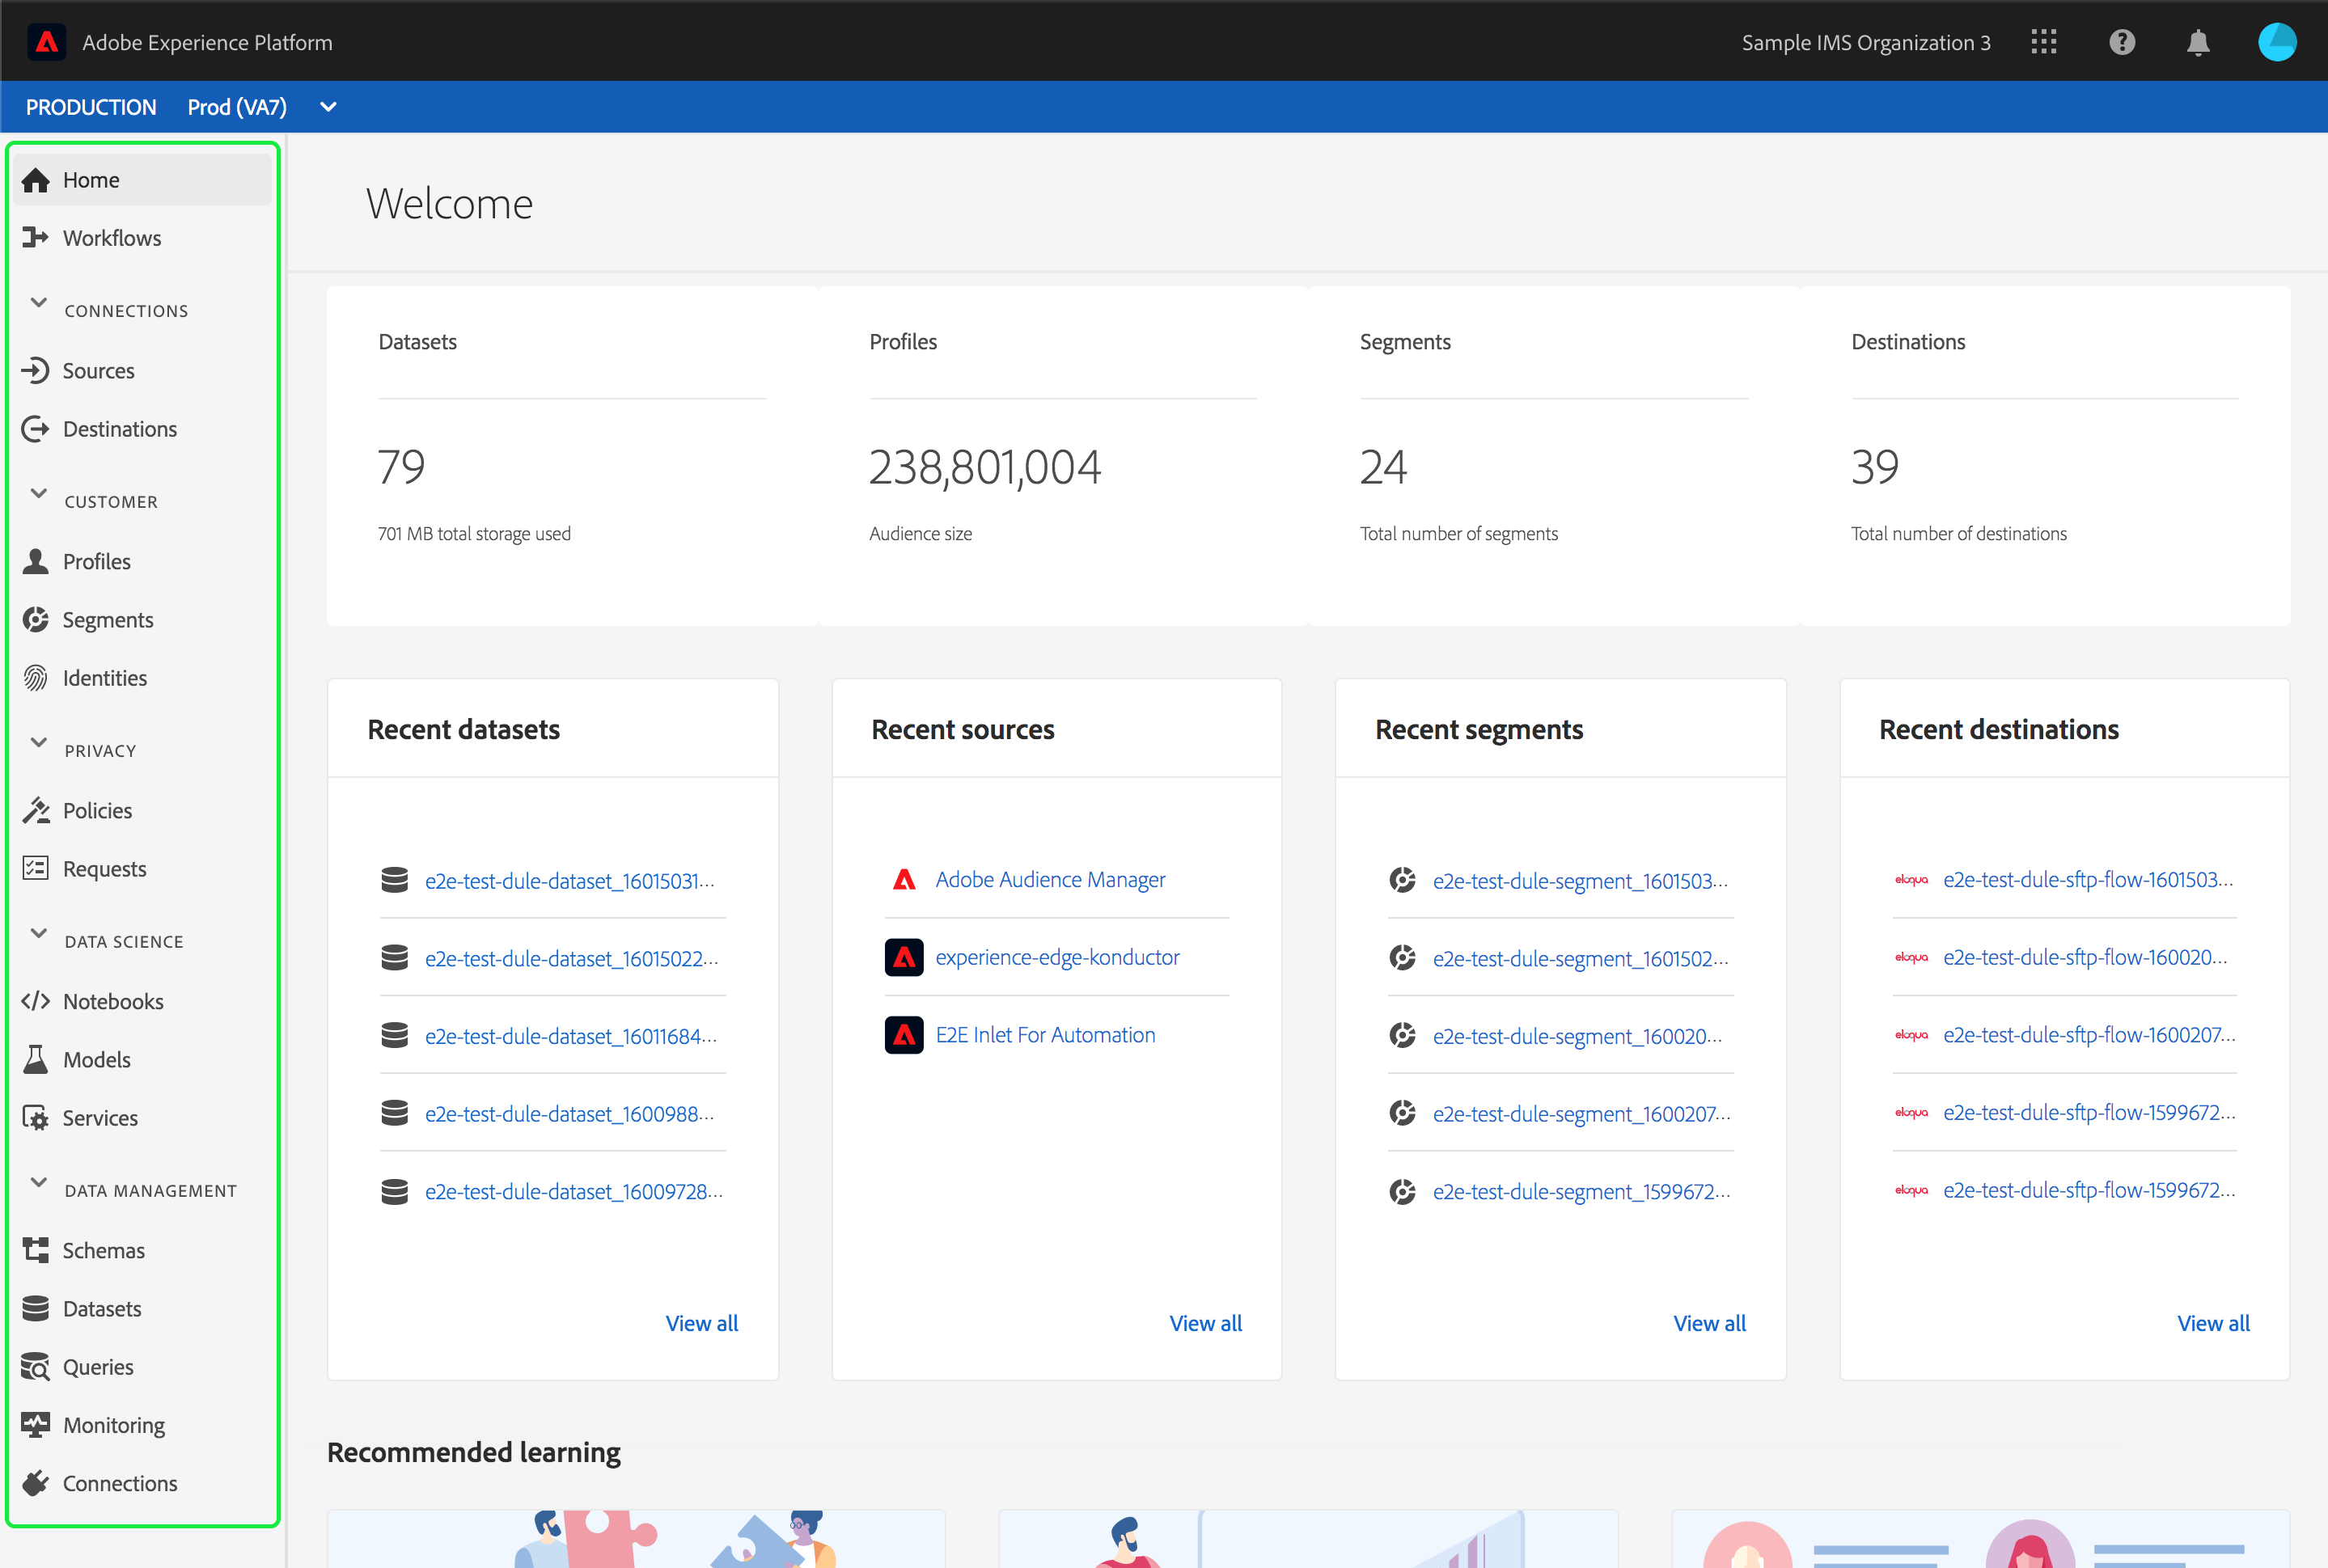 Adobe Experience Platform
Sample IMS Organization 3
PRODUCTION Prod (VA7)
Home
Workflows
CONNECTIONS
Sources
Destinations
CUSTOMER
Profiles
Segments
Identities
PRIVACY
Policies
Requests
DATA SCIENCE
Notebooks
Models
Services
DATA MANAGEMENT
Schemas
Datasets
Queries
Monitoring
Connections
Welcome
Datasets
79
701 MB total storage used
Profiles
238,801,004
Audience size
Segments
24
Total number of segments
Destinations
39
Total number of destinations
Recent datasets
e2e-test-dule-dataset_16015031...
e2e-test-dule-dataset_16015022...
e2e-test-dule-dataset_16011684...
e2e-test-dule-dataset_1600988...
e2e-test-dule-dataset_16009728...
View all
Recent sources
Adobe Audience Manager
experience-edge-konductor
E2E Inlet For Automation
View all
Recent segments
e2e-test-dule-segment_1601503...
e2e-test-dule-segment_1601502...
e2e-test-dule-segment_160020...
e2e-test-dule-segment_1600207...
e2e-test-dule-segment_1599672...
View all
Recent destinations
eloqua e2e-test-dule-sftp-flow-1601503...
eloqua e2e-test-dule-sftp-flow-160020...
eloqua e2e-test-dule-sftp-flow-1600207...
eloqua e2e-test-dule-sftp-flow-1599672...
eloqua e2e-test-dule-sftp-flow-1599672...
View all
Recommended learning